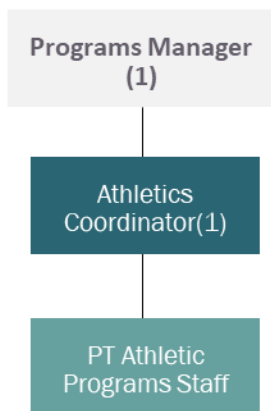 Programs Manager
(1)
Athletics
Coordinator(1)
PT Athletic
Programs Staff